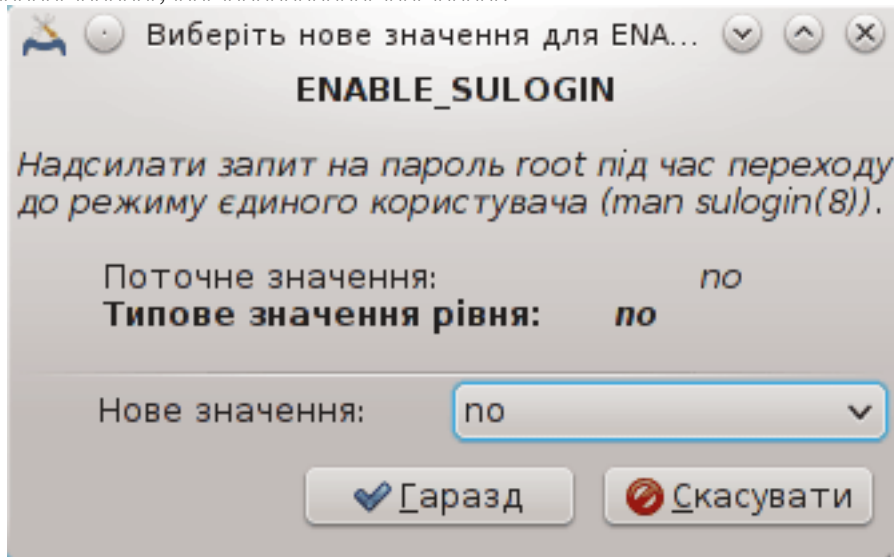 Виберіть нове значення для ENA...
ENABLE_SULOGIN
Надсилати запит на пароль root під час переходу
до режиму єдиного користувача (man sulogin(8)).
Поточне значення: no
Типове значення рівня: no
Нове значення: no
Гаразд Скасувати